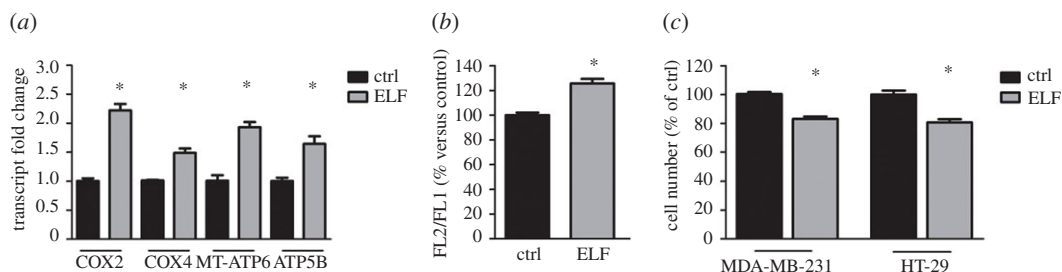 (a)
transcript fold change
3.0
2.5
2.0
1.5
1.0
0.5
0
* * * *
ctrl
ELF
COX2 COX4 MT-ATP6 ATP5B
(b)
FL2/FL1 (% versus control)
140
120
100
80
60
40
20
0
*
ctrl ELF
(c)
cell number (% of ctrl)
120
100
80
60
40
20
0
* *
ctrl
ELF
MDA-MB-231 HT-29